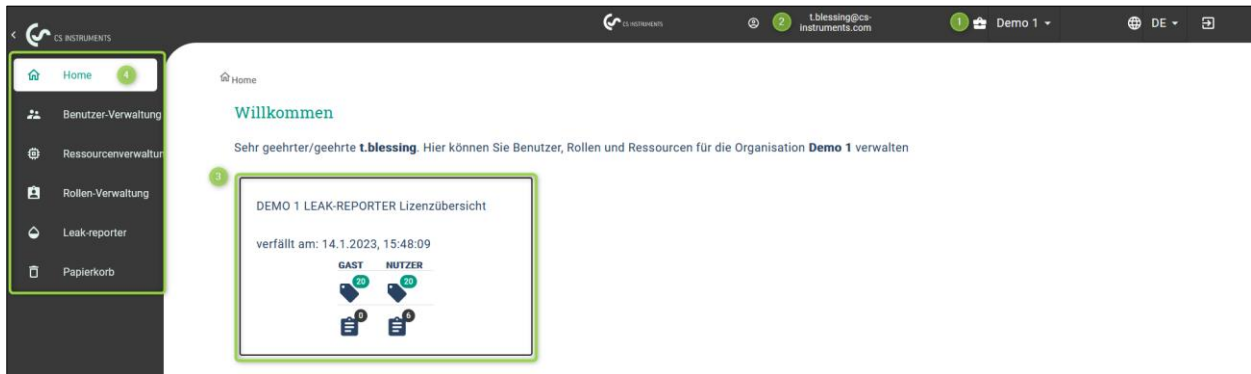 CS INSTRUMENTS
CS INSTRUMENTS
2
t.blessing@cs-
instruments.com
1
Demo 1
DE
Home
4
Benutzer-Verwaltung
Ressourcenverwaltun
Rollen-Verwaltung
Leak-reporter
Papierkorb
Home
Willkommen
Sehr geehrter/geehrte t.blessing. Hier können Sie Benutzer, Rollen und Ressourcen für die Organisation Demo 1 verwalten
3
DEMO 1 LEAK-REPORTER Lizenzübersicht
verfällt am: 14.1.2023, 15:48:09
GAST NUTZER
20 20
0 6